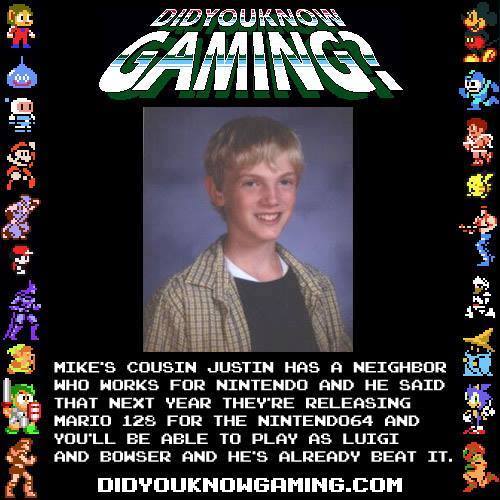 DIDYOUKNOW
GAMING?
MIKE'S COUSIN JUSTIN HAS A NEIGHBOR
WHO WORKS FOR NINTENDO AND HE SAID
THAT NEXT YEAR THEY'RE RELEASING
MARIO 128 FOR THE NINTENDO64 AND
YOU'LL BE ABLE TO PLAY AS LUIGI
AND BOWSER AND HE'S ALREADY BEAT IT.
DIDYOUKNOWGAMING.COM